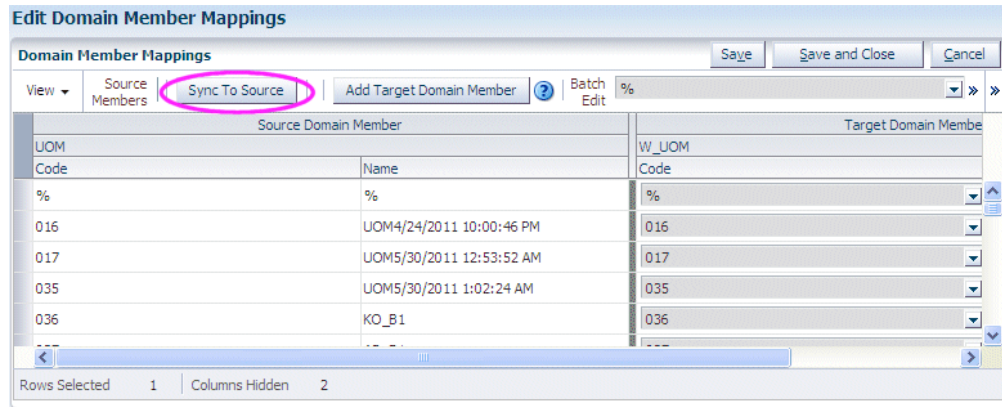 Edit Domain Member Mappings
Domain Member Mappings Save Save and Close Cancel
View Source Members Sync To Source Add Target Domain Member ? Batch Edit % » »
Source Domain Member Target Domain Membe
UOM W_UOM
Code Name Code
% % %
016 UOM4/24/2011 10:00:46 PM 016
017 UOM5/30/2011 12:53:52 AM 017
035 UOM5/30/2011 1:02:24 AM 035
036 KO_B1 036
Rows Selected 1 Columns Hidden 2